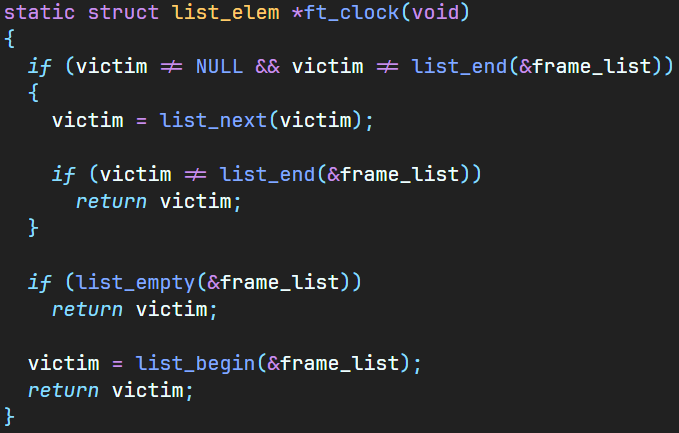 static struct list_elem *ft_clock(void)
{
  if (victim != NULL && victim != list_end(&frame_list))
  {
    victim = list_next(victim);

    if (victim != list_end(&frame_list))
      return victim;
  }

  if (list_empty(&frame_list))
    return victim;

  victim = list_begin(&frame_list);
  return victim;
}